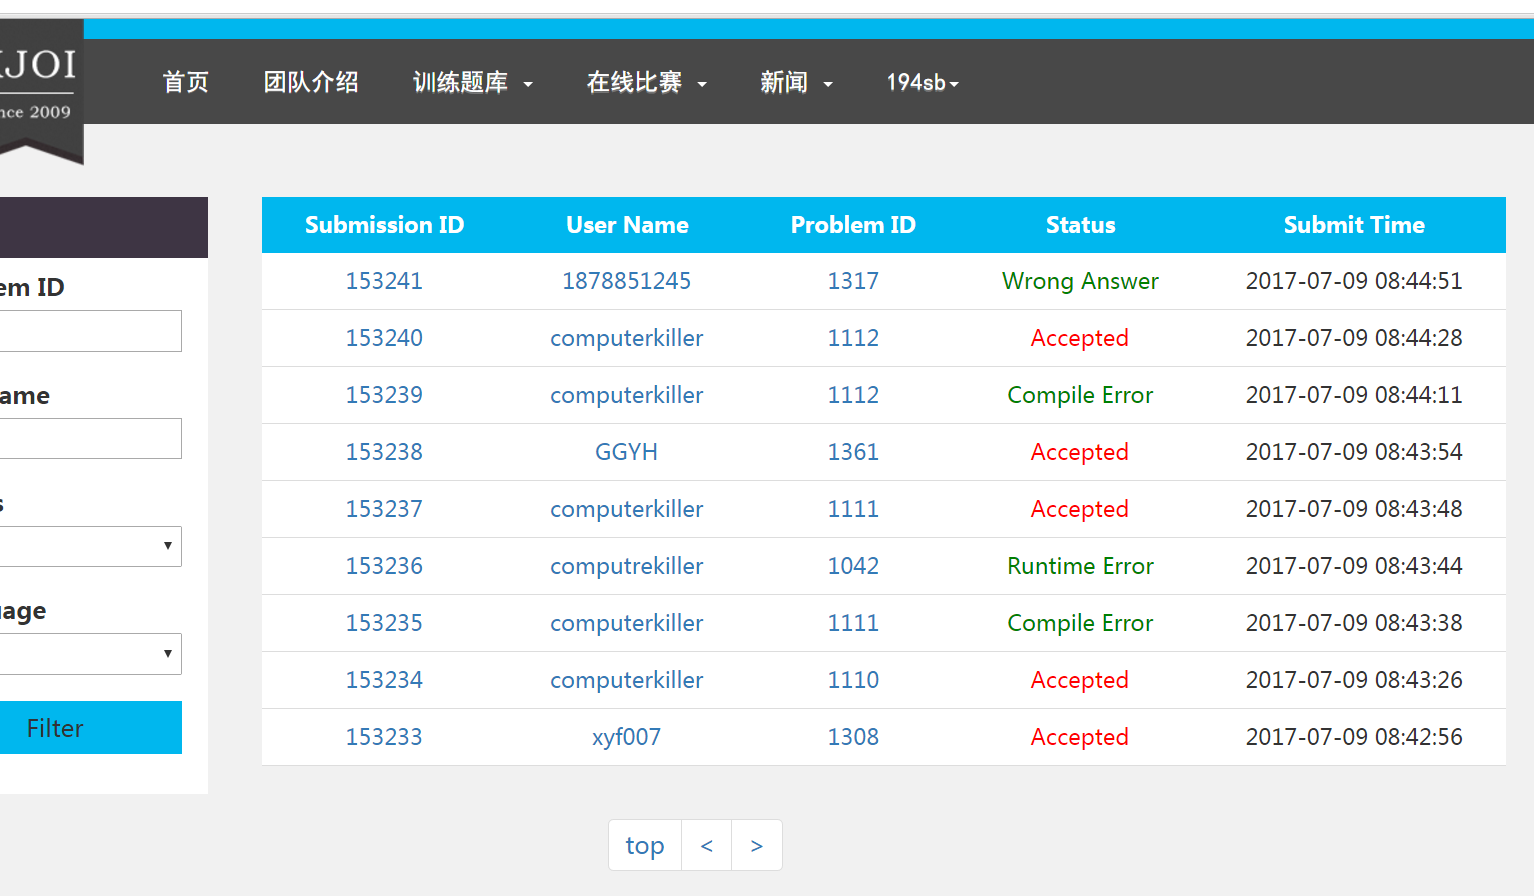 JOI
nce 2009
首页 团队介绍 训练题库 在线比赛 新闻 194sb
em ID
ame
s
age
Filter
Submission ID User Name Problem ID Status Submit Time
153241 1878851245 1317 Wrong Answer 2017-07-09 08:44:51
153240 computerkiller 1112 Accepted 2017-07-09 08:44:28
153239 computerkiller 1112 Compile Error 2017-07-09 08:44:11
153238 GGYH 1361 Accepted 2017-07-09 08:43:54
153237 computerkiller 1111 Accepted 2017-07-09 08:43:48
153236 computrekiller 1042 Runtime Error 2017-07-09 08:43:44
153235 computerkiller 1111 Compile Error 2017-07-09 08:43:38
153234 computerkiller 1110 Accepted 2017-07-09 08:43:26
153233 xyf007 1308 Accepted 2017-07-09 08:42:56
top < >